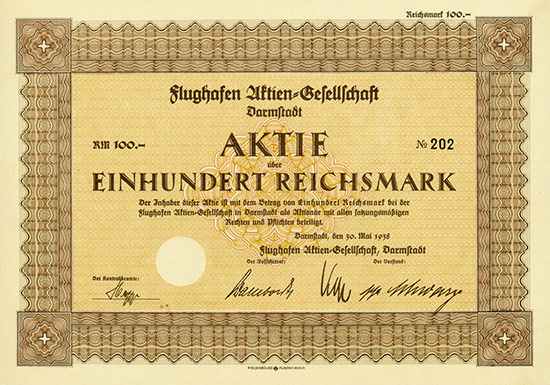 Reichsmark 100.–
Flughafen Aktien=Gesellschaft
Darmstadt
RM 100.–
№ 202
AKTIE
über
EINHUNDERT REICHSMARK
Der Inhaber dieser Aktie ist mit dem Betrag von Einhundert Reichsmark bei der
Flughafen Aktien-Gesellschaft in Darmstadt als Aktionär mit allen satzungsmäßigen
Rechten und Pflichten beteiligt.
Darmstadt, den 30. Mai 1938
Flughafen Aktien=Gesellschaft, Darmstadt
Der Kontrollbeamte:
Der Aufsichtsrat:
Der Vorstand: